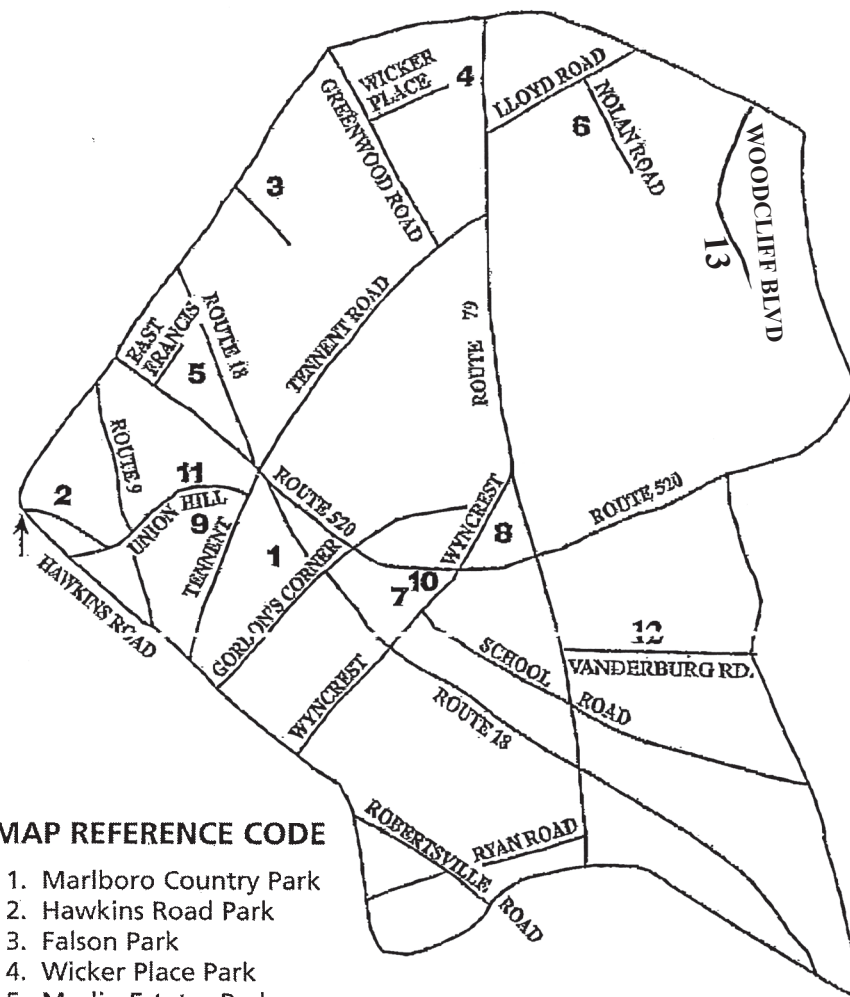 WICKER
PLACE
4
LLOYD ROAD
GREENWOOD ROAD
6
NOLAN ROAD
WOODCLIFF BLVD
3
13
EAST
FRANCIS
ROUTE 18
TENNENT ROAD
ROUTE 79
5
ROUTE 9
11
2
UNION HILL
9
TENNENT
ROUTE 520
WYNCREST
8
ROUTE 520
1
10
7
HAWKINS ROAD
GORLON'S CORNER
SCHOOL
ROAD
12
VANDERBURG RD.
WYNCREST
ROUTE 18
ROBERTSVILLE
ROAD
RYAN ROAD
MAP REFERENCE CODE
1. Marlboro Country Park
2. Hawkins Road Park
3. Falson Park
4. Wicker Place Park